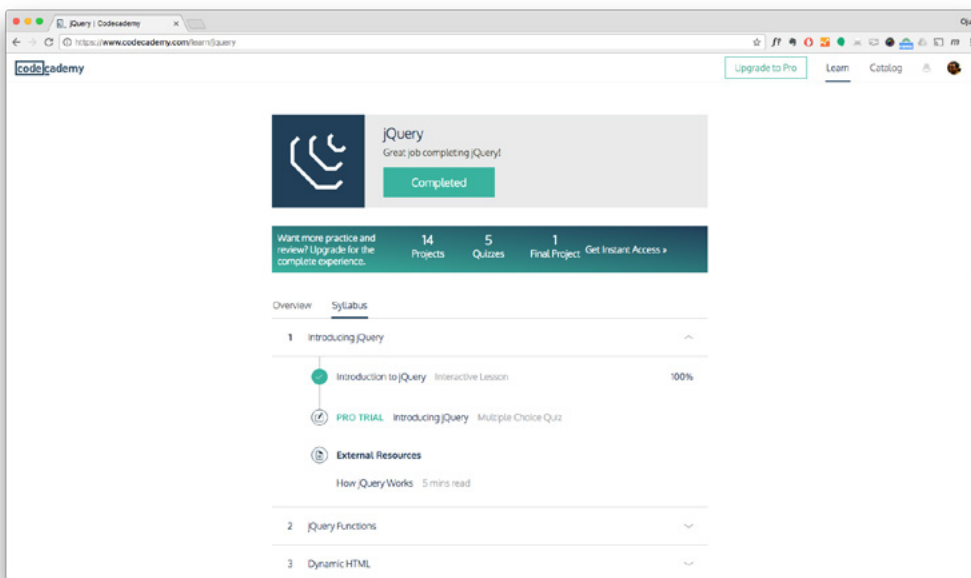 jQuery | Codecademy
https://www.codecademy.com/learn/jquery
codecademy
Upgrade to Pro
Learn
Catalog
jQuery
Great job completing jQuery!
Completed
Want more practice and
review? Upgrade for the
complete experience.
14
Projects
5
Quizzes
1
Final Project
Get Instant Access »
Overview
Syllabus
1 Introducing jQuery
Introduction to jQuery Interactive Lesson 100%
PRO TRIAL Introducing jQuery Multiple Choice Quiz
External Resources
How jQuery Works 5 mins read
2 jQuery Functions
3 Dynamic HTML